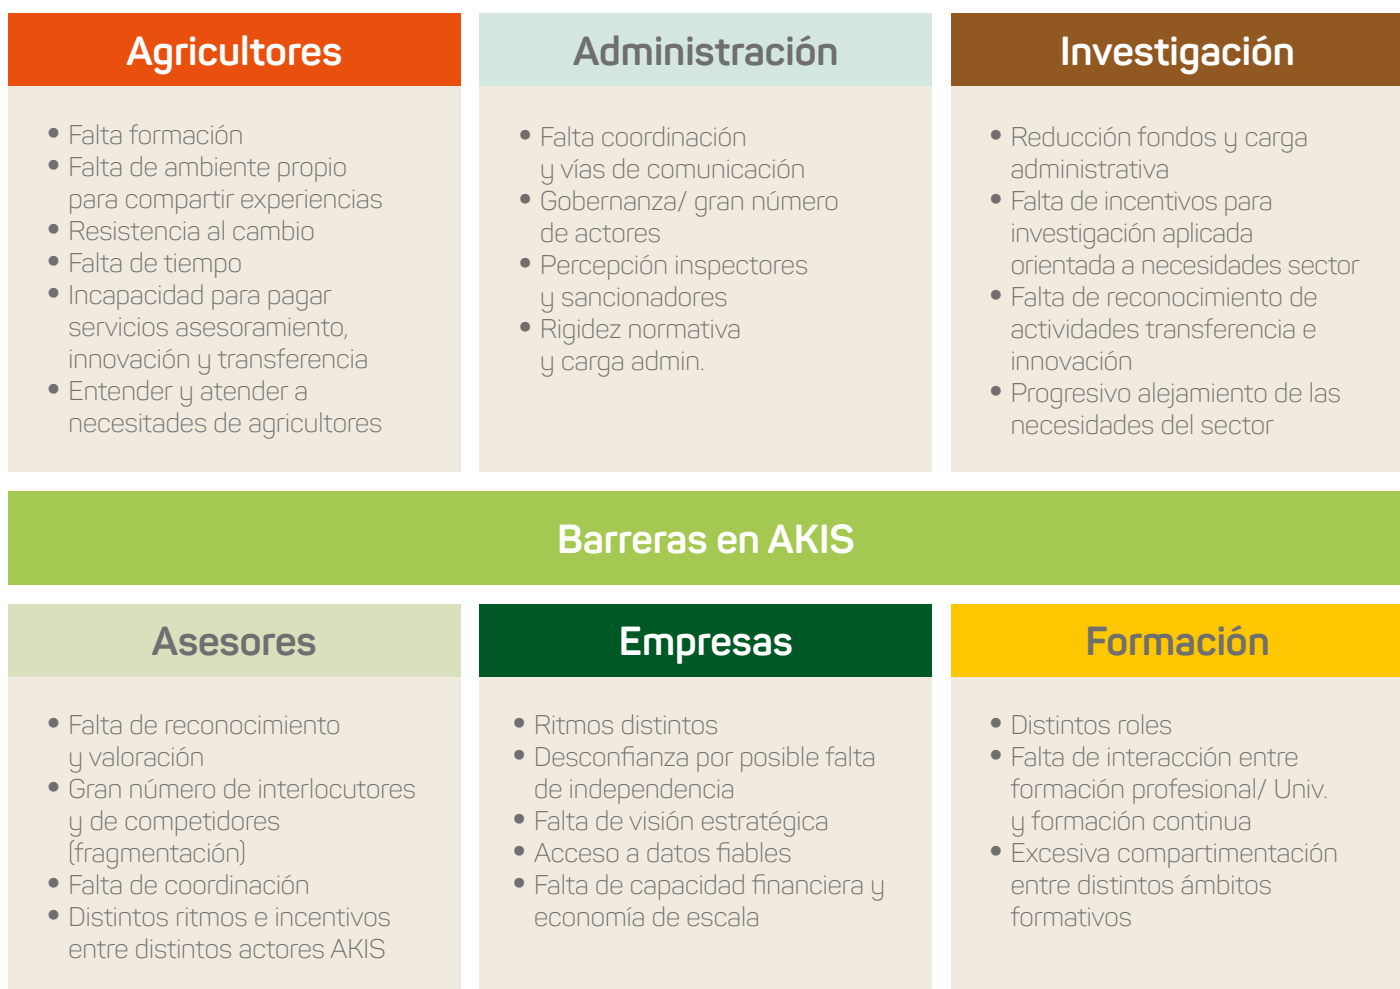 Agricultores
• Falta formación
• Falta de ambiente propio
para compartir experiencias
• Resistencia al cambio
• Falta de tiempo
• Incapacidad para pagar
servicios asesoramiento,
innovación y transferencia
• Entender y atender a
necesitades de agricultores
Administración
• Falta coordinación
y vías de comunicación
• Gobernanza/ gran número
de actores
• Percepción inspectores
y sancionadores
• Rigidez normativa
y carga admin.
Investigación
• Reducción fondos y carga
administrativa
• Falta de incentivos para
investigación aplicada
orientada a necesidades sector
• Falta de reconocimiento de
actividades transferencia e
innovación
• Progresivo alejamiento de las
necesidades del sector
Barreras en AKIS
Asesores
• Falta de reconocimiento
y valoración
• Gran número de interlocutores
y de competidores
(fragmentación)
• Falta de coordinación
• Distintos ritmos e incentivos
entre distintos actores AKIS
Empresas
• Ritmos distintos
• Desconfianza por posible falta
de independencia
• Falta de visión estratégica
• Acceso a datos fiables
• Falta de capacidad financiera y
economía de escala
Formación
• Distintos roles
• Falta de interacción entre
formación profesional/ Univ.
y formación continua
• Excesiva compartimentación
entre distintos ámbitos
formativos